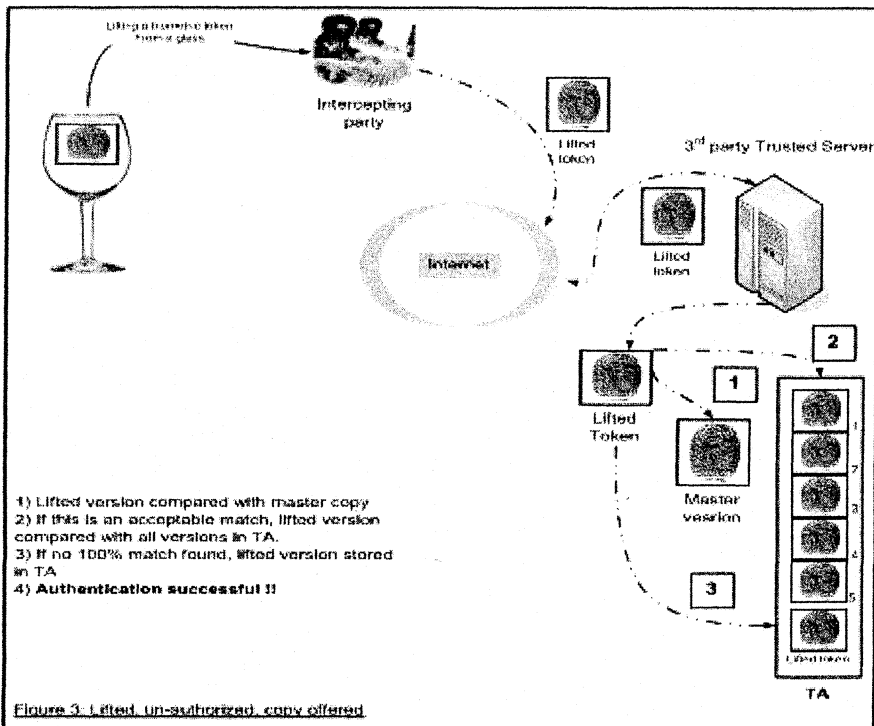 from a glass
Intercepting
party
Lifted
token
3rd party Trusted Server
Lifted
token
Internet
2
1
Lifted
Token
Master
vesrion
1
2
3
4
5
3
Lifted token
TA
1) Lifted version compared with master copy
2) If this is an acceptable match, lifted version
compared with all versions in TA.
3) If no 100% match found, lifted version stored
in TA
4) Authentication successful !!
Figure 3: Lifted, un-authorized, copy offered